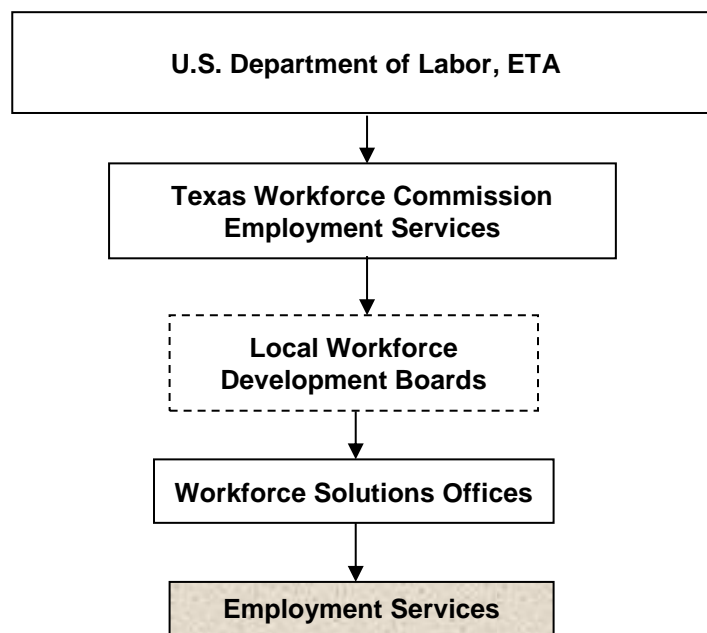 U.S. Department of Labor, ETA
Texas Workforce Commission
Employment Services
Local Workforce
Development Boards
Workforce Solutions Offices
Employment Services